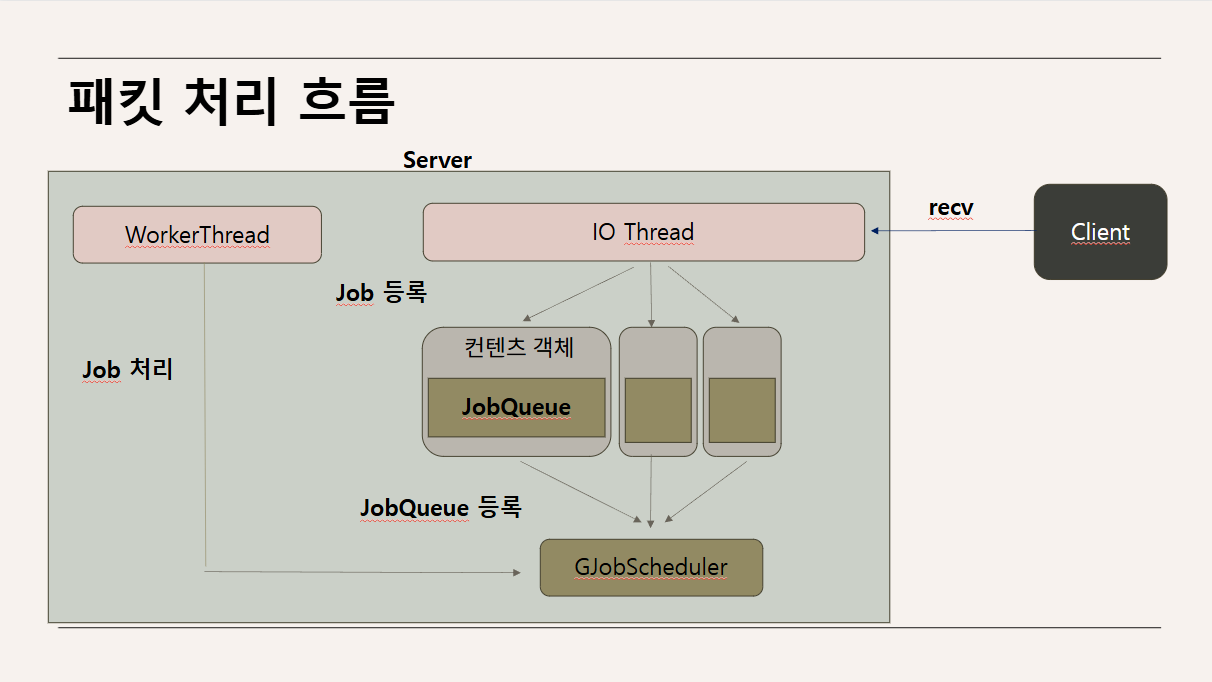 패킷 처리 흐름
Server
WorkerThread
IO Thread
recv
Client
Job 등록
컨텐츠 객체
Job 처리
JobQueue
JobQueue 등록
GJobScheduler